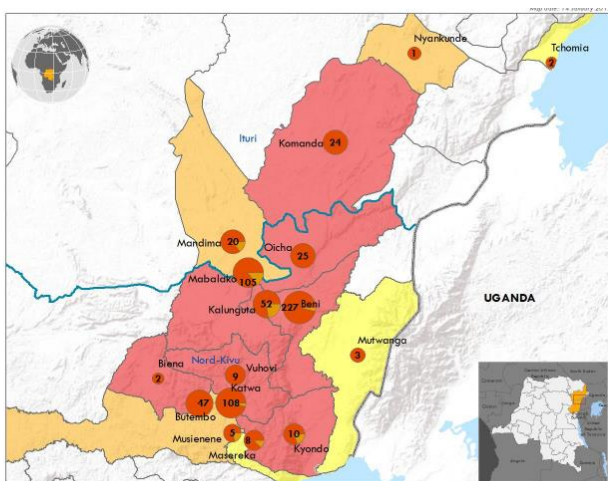 Nyankunde
1
Tchomia
2
Ituri
Komanda 24
Mandima 20
Oicha
25
Mabalako
105
UGANDA
Kalunguta
52
227 Beni
Mutwanga
3
Biena
2
Nord-Kivu
Vuhovi
9
Katwa
47
108
Butembo
Musienene
5
8
Masereka
10
Kyondo